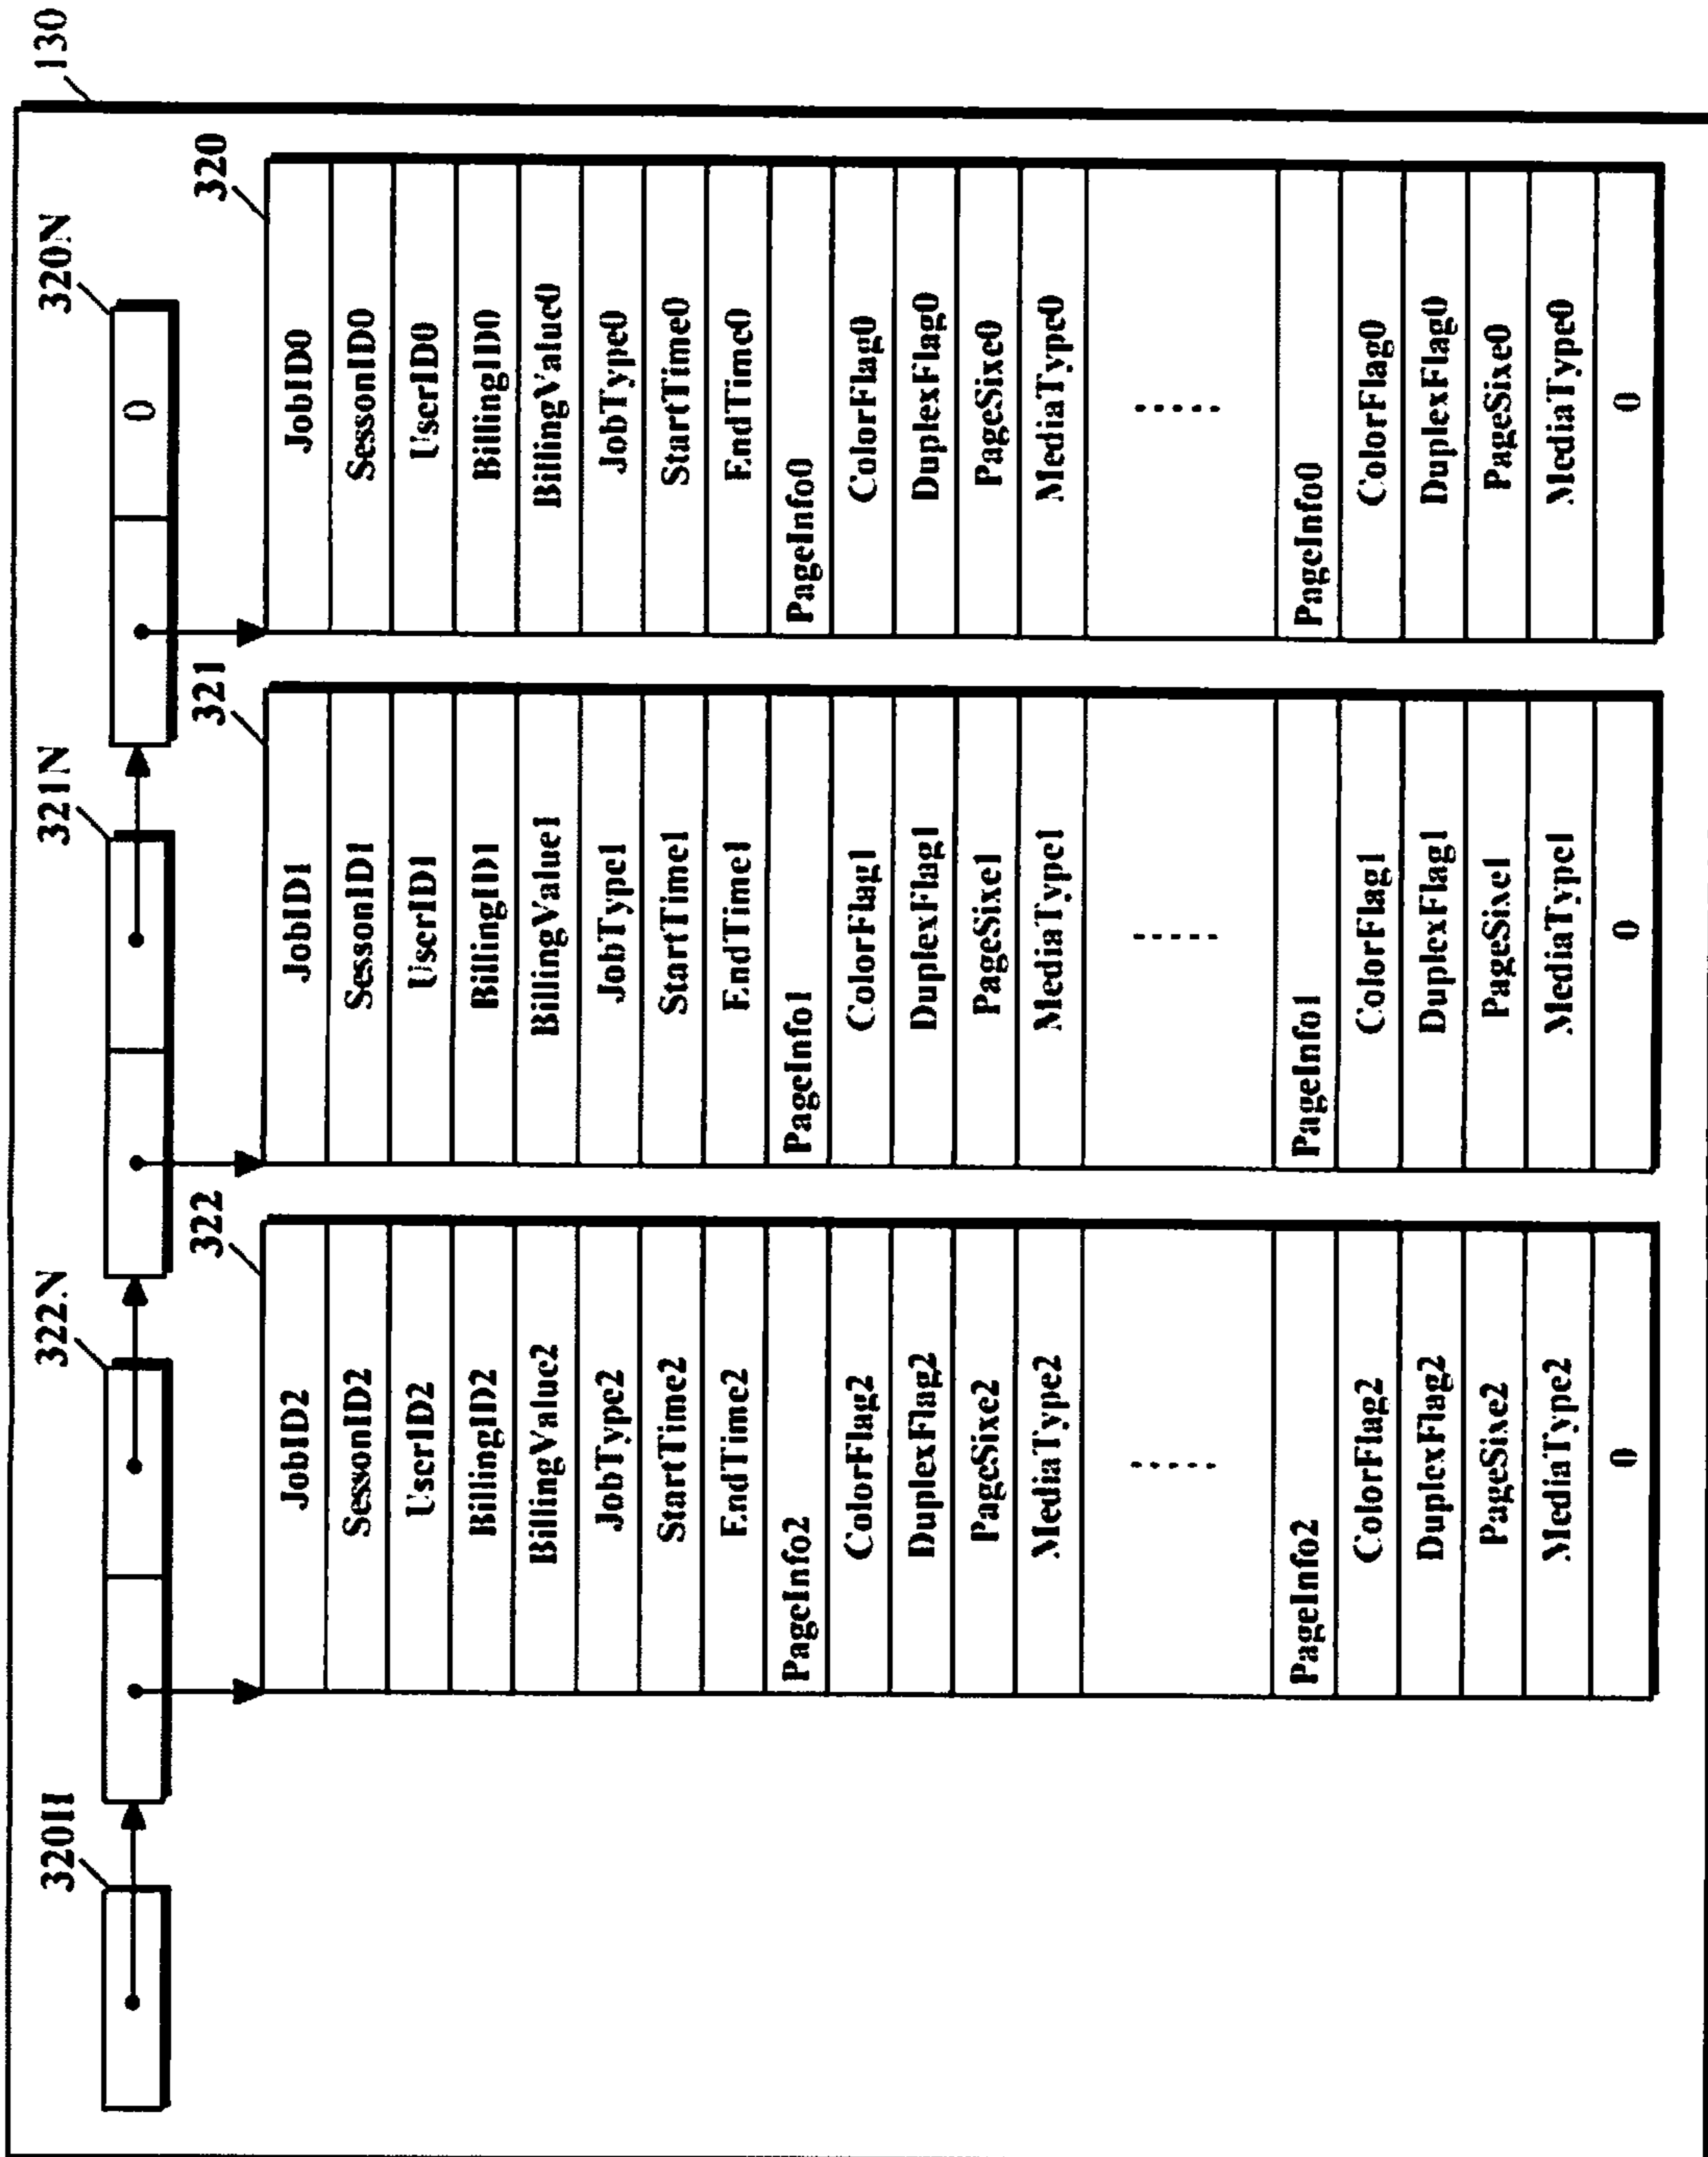 130
320H
322N
321N
320N
0
322
JobID2
SessonID2
UserID2
BillingID2
BillingValue2
JobType2
StartTime2
EndTime2
PageInfo2
ColorFlag2
DuplexFlag2
PageSixe2
MediaType2
......
PageInfo2
ColorFlag2
DuplexFlag2
PageSixe2
MediaType2
0
321
JobID1
SessonID1
UserID1
BillingID1
BillingValue1
JobType1
StartTime1
EndTime1
PageInfo1
ColorFlag1
DuplexFlag1
PageSixe1
MediaType1
......
PageInfo1
ColorFlag1
DuplexFlag1
PageSixe1
MediaType1
0
320
JobID0
SessonID0
UserID0
BillingID0
BillingValue0
JobType0
StartTime0
EndTime0
PageInfo0
ColorFlag0
DuplexFlag0
PageSixe0
MediaType0
......
PageInfo0
ColorFlag0
DuplexFlag0
PageSixe0
MediaType0
0